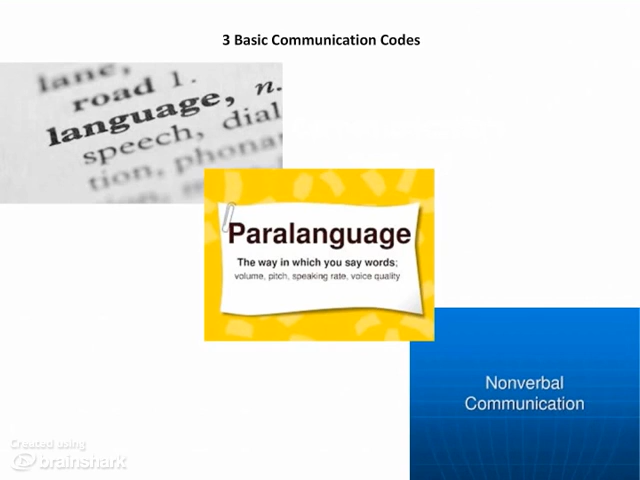 3 Basic Communication Codes
lane,
road 1.
language, n.
speech, dial
tion, phonar
Paralanguage
The way in which you say words;
volume, pitch, speaking rate, voice quality
Nonverbal
Communication
Created using
brainshark